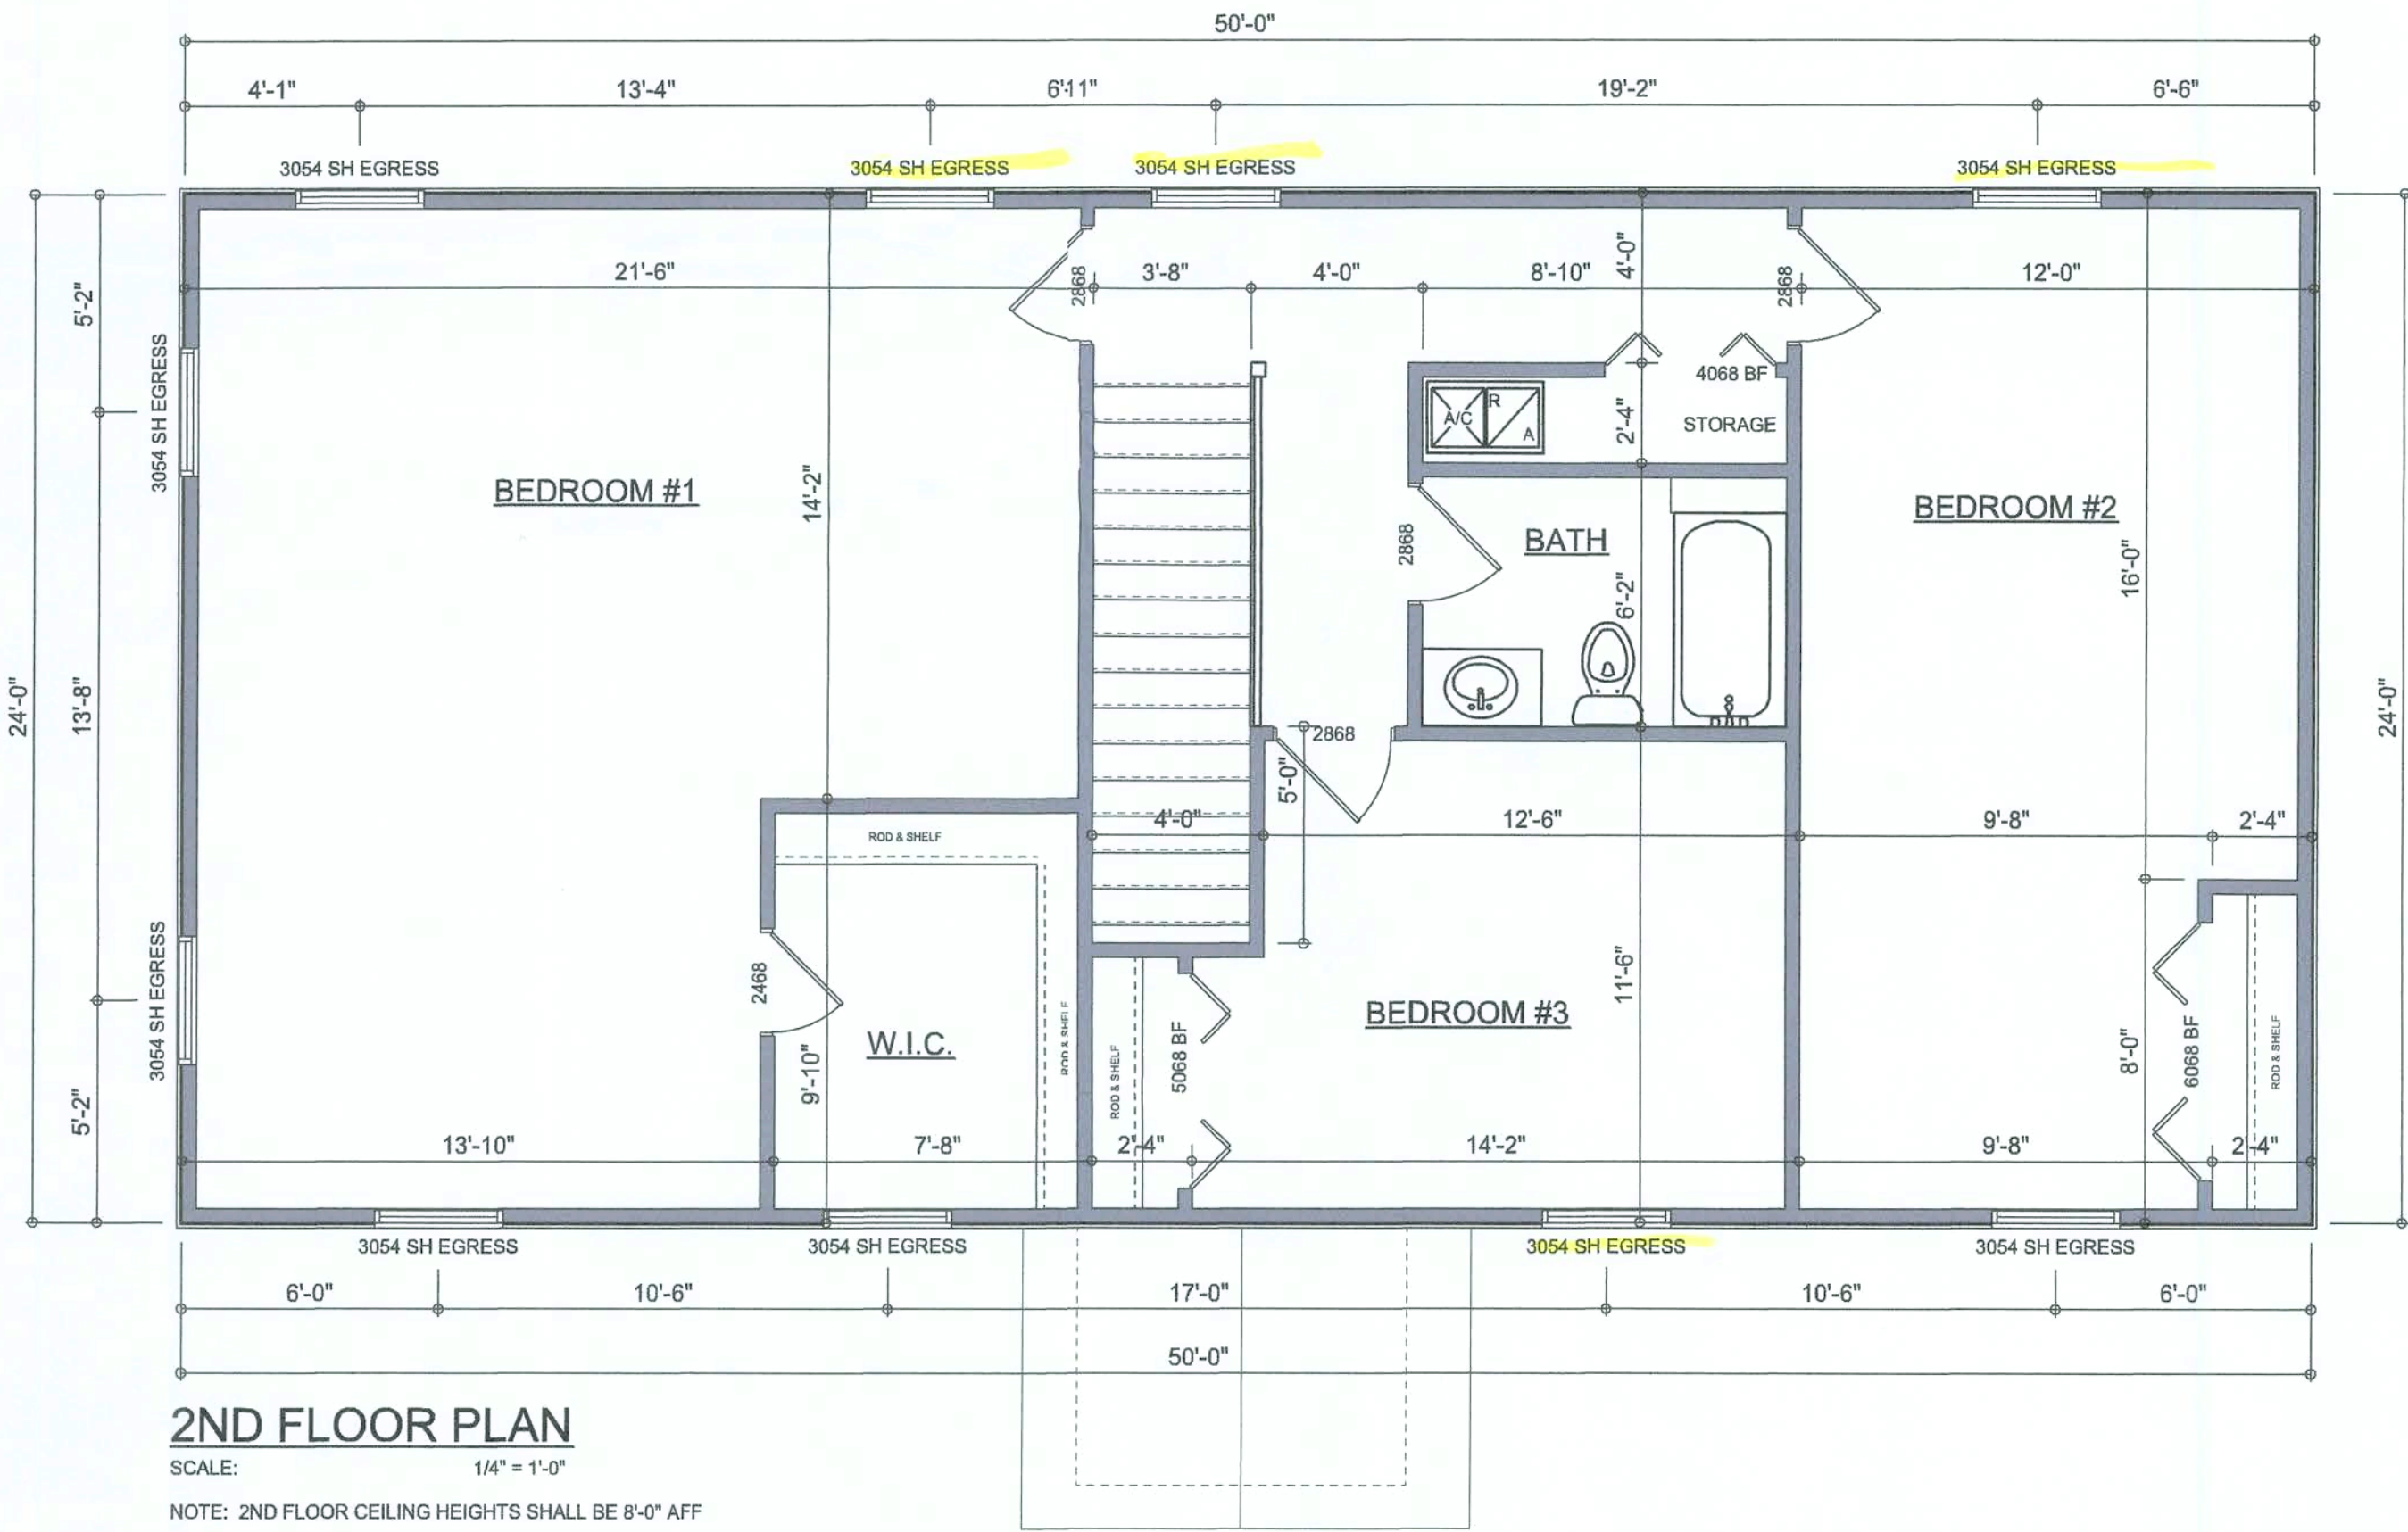 50'-0"
4'-1" 13'-4" 6'11" 19'-2" 6'-6"
3054 SH EGRESS 3054 SH EGRESS 3054 SH EGRESS 3054 SH EGRESS
21'-6" 2868 3'-8" 4'-0" 8'-10" 4'-0" 2868 12'-0"
5'-2"
3054 SH EGRESS
4068 BF
A/C R A
2'-4"
STORAGE
BEDROOM #1
14'-2"
BEDROOM #2
2868
BATH
16'-0"
6'-2"
24'-0"
13'-8"
24'-0"
2868
5'-0"
ROD & SHELF
4'-0"
12'-6"
9'-8"
2'-4"
3054 SH EGRESS
2468
11'-6"
BEDROOM #3
W.I.C.
ROD & SHELF
ROD & SHELF
5068 BF
8'-0"
6068 BF
ROD & SHELF
9'-10"
5'-2"
13'-10" 7'-8" 2'-4" 14'-2" 9'-8" 2'-4"
3054 SH EGRESS 3054 SH EGRESS 3054 SH EGRESS 3054 SH EGRESS
6'-0" 10'-6" 17'-0" 10'-6" 6'-0"
50'-0"
2ND FLOOR PLAN
SCALE: 1/4" = 1'-0"
NOTE: 2ND FLOOR CEILING HEIGHTS SHALL BE 8'-0" AFF